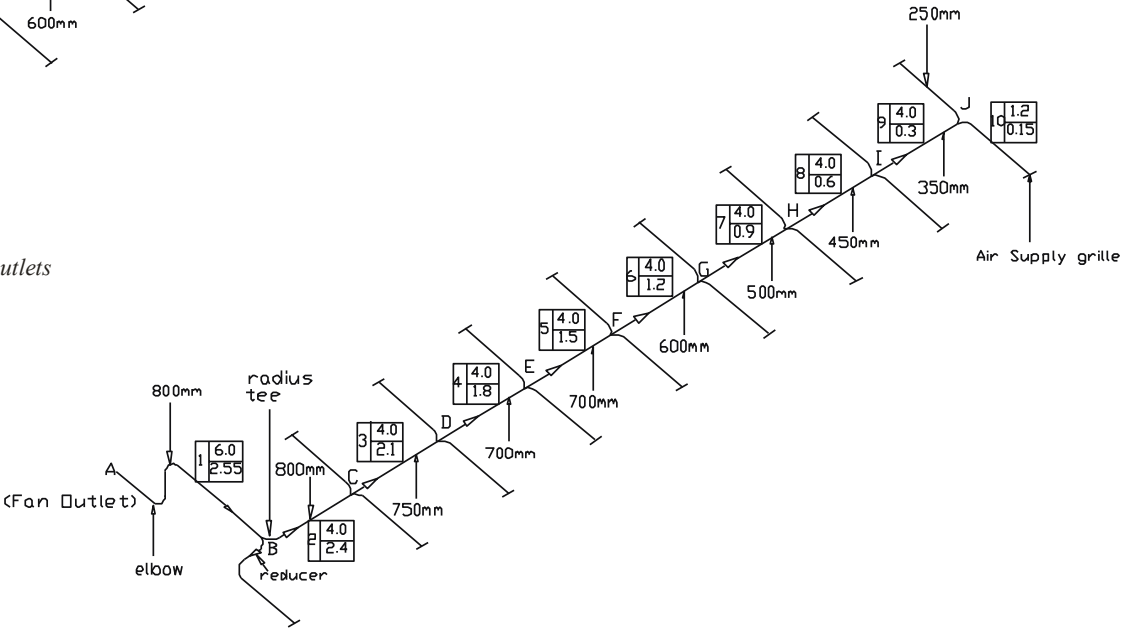 600mm
250mm
J
9
4.0
0.3
10
1.2
0.15
I
8
4.0
0.6
350mm
H
7
4.0
0.9
450mm
Air Supply grille
utlets
G
6
4.0
1.2
500mm
F
5
4.0
1.5
600mm
E
4
4.0
1.8
700mm
radius
tee
800mm
D
3
4.0
2.1
700mm
A
1
6.0
2.55
800mm
C
(Fan Outlet)
750mm
B
2
4.0
2.4
elbow
reducer